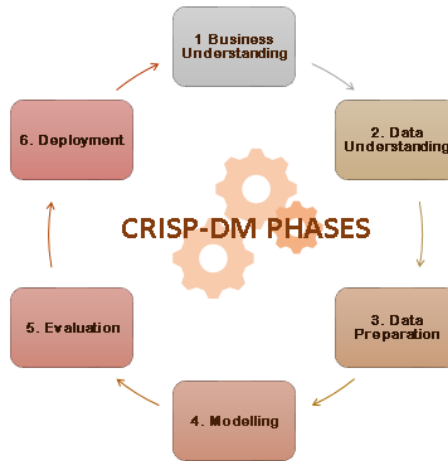 1 Business
Understanding
2. Data
Understanding
3. Data
Preparation
4. Modelling
5. Evaluation
6. Deployment
CRISP-DM PHASES